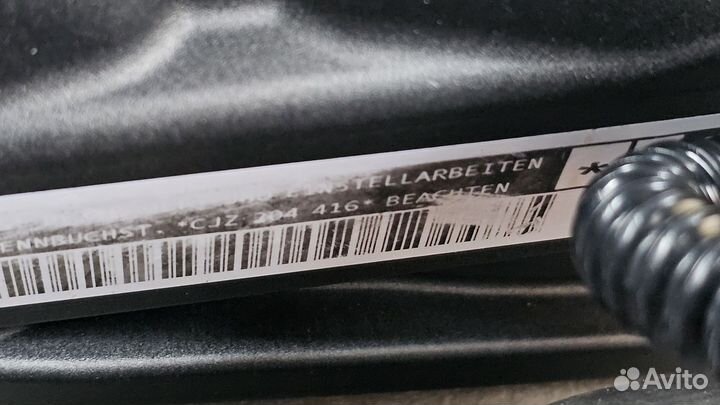 EINSTELLARBEITEN
ENNBUCHST. *CJZ 204 416* BEACHTEN
*
Avito